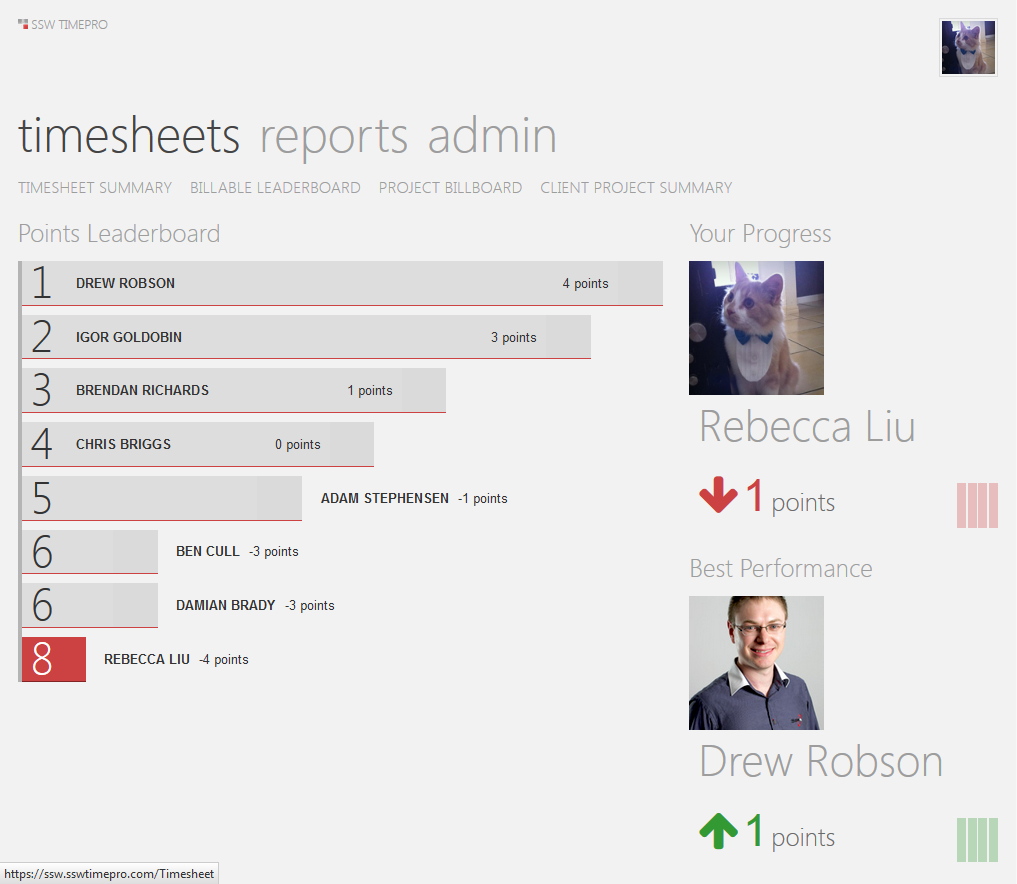 SSW TIMEPRO
timesheets reports admin
TIMESHEET SUMMARY BILLABLE LEADERBOARD PROJECT BILLBOARD CLIENT PROJECT SUMMARY
Points Leaderboard
1 DREW ROBSON 4 points
2 IGOR GOLDOBIN 3 points
3 BRENDAN RICHARDS 1 points
4 CHRIS BRIGGS 0 points
5 ADAM STEPHENSEN -1 points
6 BEN CULL -3 points
6 DAMIAN BRADY -3 points
8 REBECCA LIU -4 points
Your Progress
Rebecca Liu
1 points
Best Performance
Drew Robson
1 points
https://ssw.sswtimepro.com/Timesheet